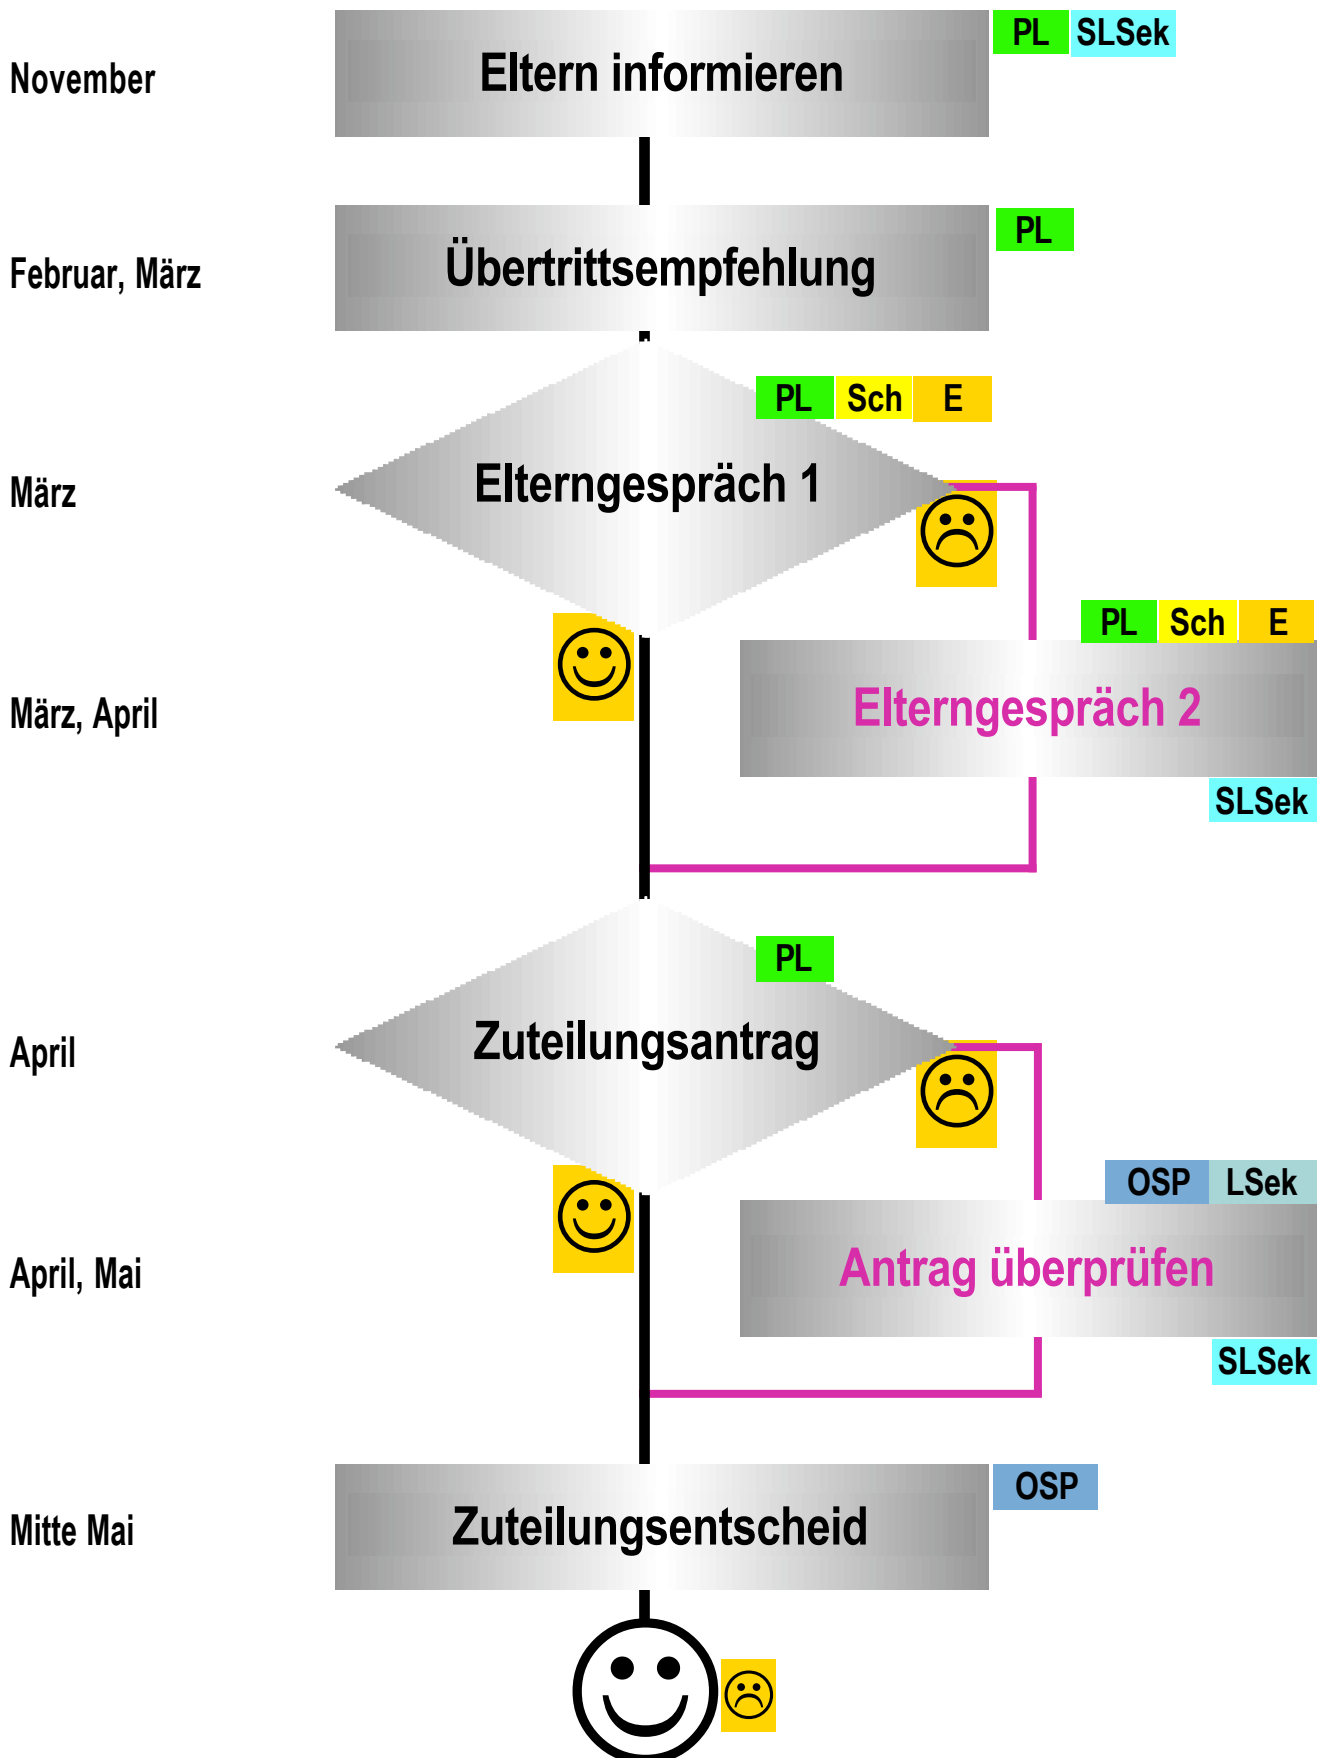 PL SLSek
November Eltern informieren
PL
Februar, März Übertrittsempfehlung
PL Sch E
März Elterngespräch 1
PL Sch E
März, April Elterngespräch 2
SLSek
PL
April Zuteilungsantrag
OSP LSek
April, Mai Antrag überprüfen
SLSek
OSP
Mitte Mai Zuteilungsentscheid